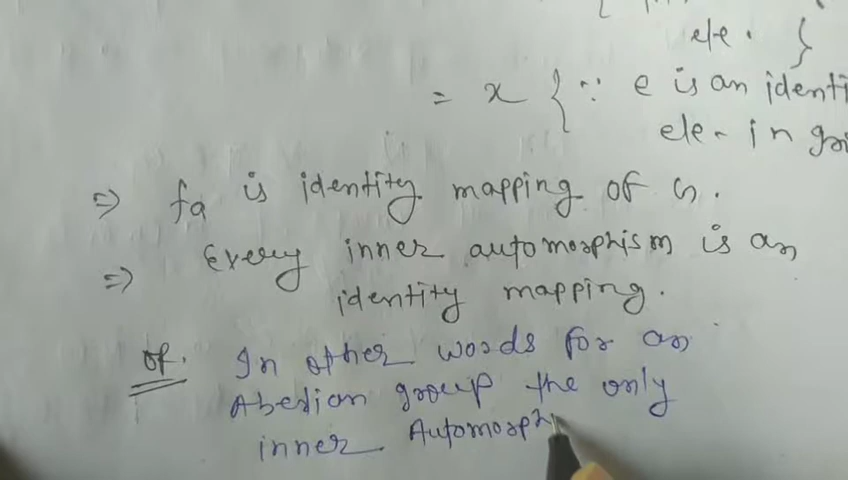 ele. }
= x { ∵ e is an identi
ele. in gr
⇒ fa is identity mapping of G.
⇒ Every inner automorphism is an
identity mapping.
or. In other words for an
Abelian group the only
inner Automorph